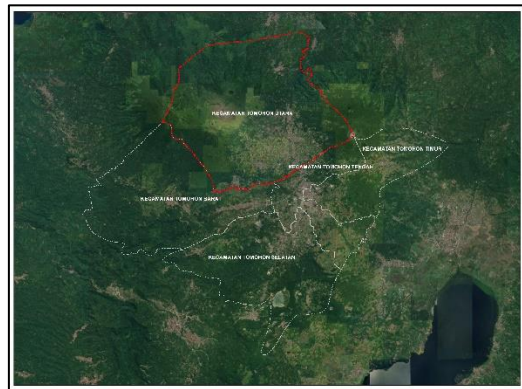 KECAMATAN TOMOHON UTARA
KECAMATAN TOMOHON TIMUR
KECAMATAN TOMOHON TENGAH
KECAMATAN TOMOHON BARAT
KECAMATAN TOMOHON SELATAN